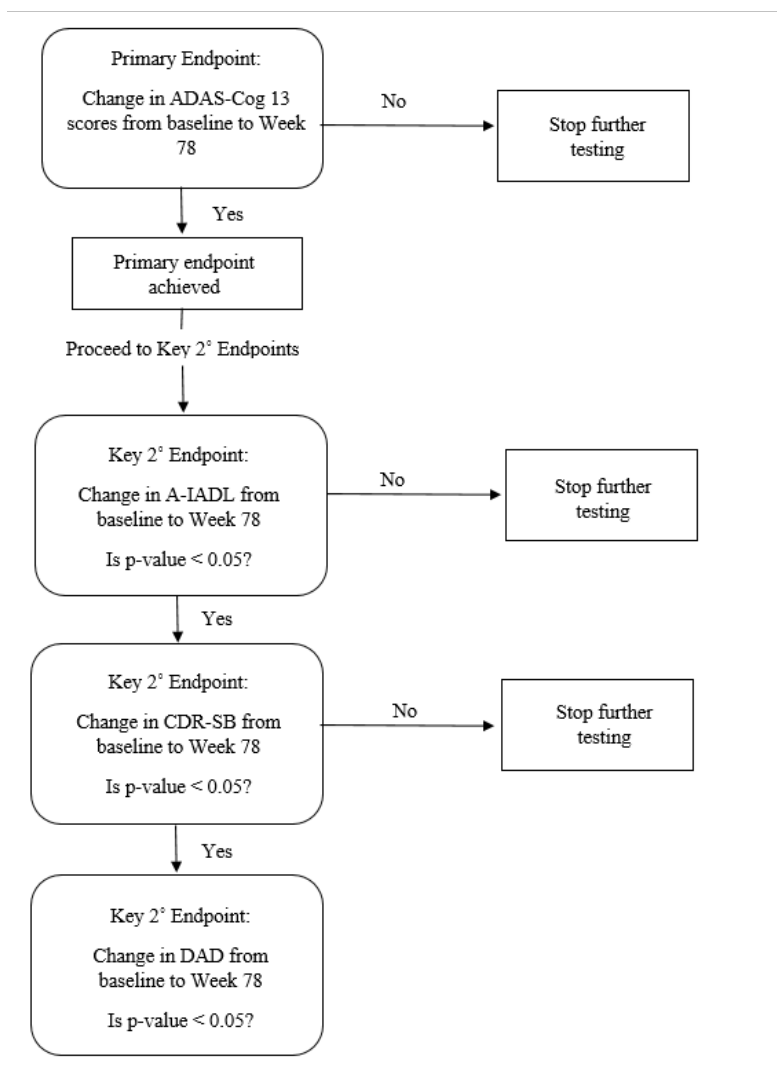 Primary Endpoint:
Change in ADAS-Cog 13
scores from baseline to Week
78
No
Stop further
testing
Yes
Primary endpoint
achieved
Proceed to Key 2° Endpoints
Key 2° Endpoint:
Change in A-IADL from
baseline to Week 78
Is p-value < 0.05?
No
Stop further
testing
Yes
Key 2° Endpoint:
Change in CDR-SB from
baseline to Week 78
Is p-value < 0.05?
No
Stop further
testing
Yes
Key 2° Endpoint:
Change in DAD from
baseline to Week 78
Is p-value < 0.05?